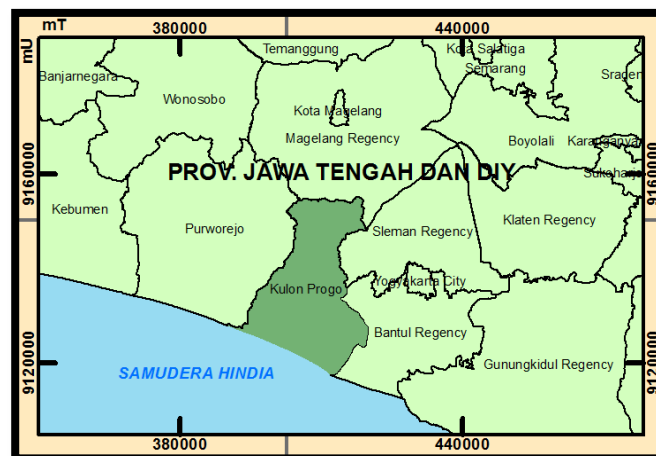 mT
380000
440000
mU
Temanggung
Kota Salatiga
Semarang
Banjarnegara
Sragen
Wonosobo
Kota Magelang
Magelang Regency
Boyolali
Karanganyar
PROV. JAWA TENGAH DAN DIY
Sukoharjo
9160000
9160000
Kebumen
Purworejo
Sleman Regency
Klaten Regency
Kulon Progo
Yogyakarta City
Bantul Regency
Gunungkidul Regency
9120000
9120000
SAMUDERA HINDIA
380000
440000